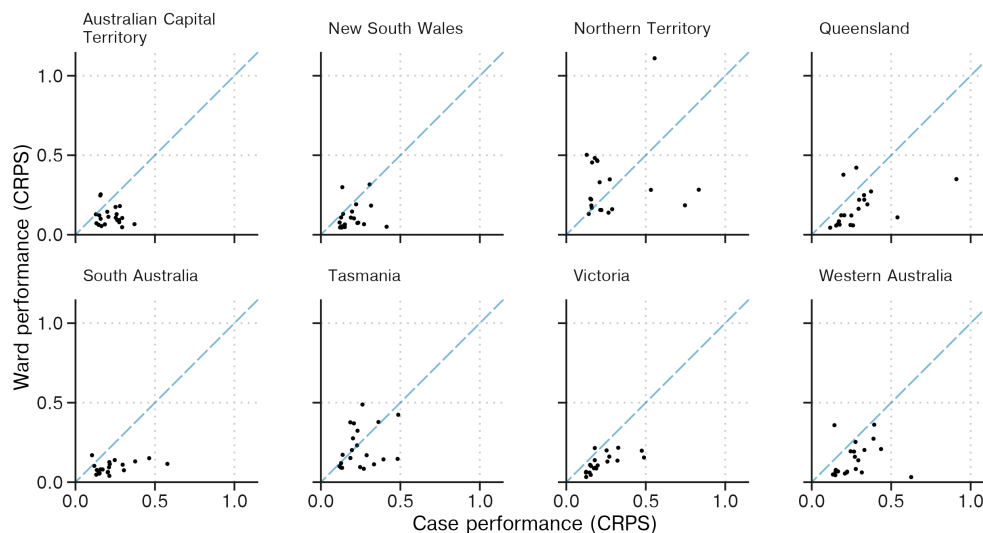 Australian Capital
Territory
New South Wales
Northern Territory
Queensland
1.0
0.5
0.0
South Australia
Tasmania
Victoria
Western Australia
1.0
0.5
0.0
0.0 0.5 1.0 0.0 0.5 1.0 0.0 0.5 1.0 0.0 0.5 1.0
Case performance (CRPS)
Ward performance (CRPS)